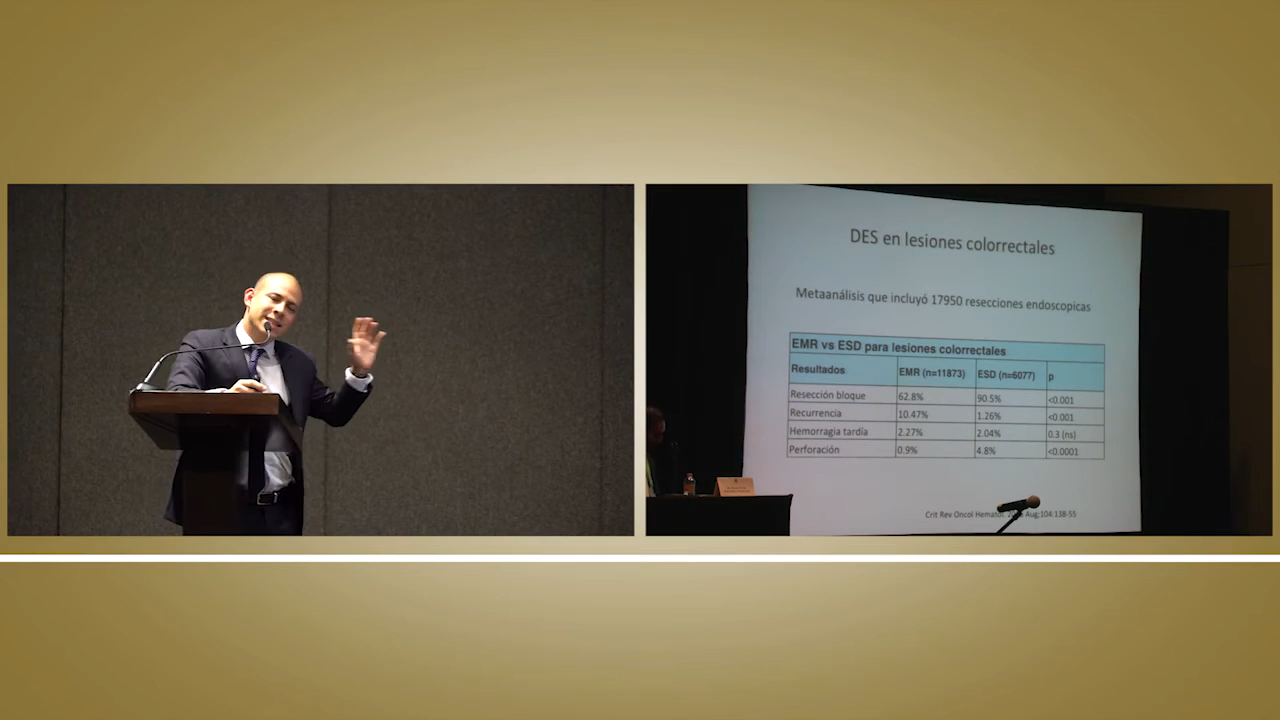 DES en lesiones colorrectales
Metaanálisis que incluyó 17950 resecciones endoscopicas
EMR vs ESD para lesiones colorrectales
Resultados EMR (n=11873) ESD (n=6077) p
Resección bloque 62.8% 90.5% <0.001
Recurrencia 10.47% 1.26% <0.001
Hemorragia tardía 2.27% 2.04% 0.3 (ns)
Perforación 0.9% 4.8% <0.0001
Crit Rev Oncol Hematol. Aug;104:138-55